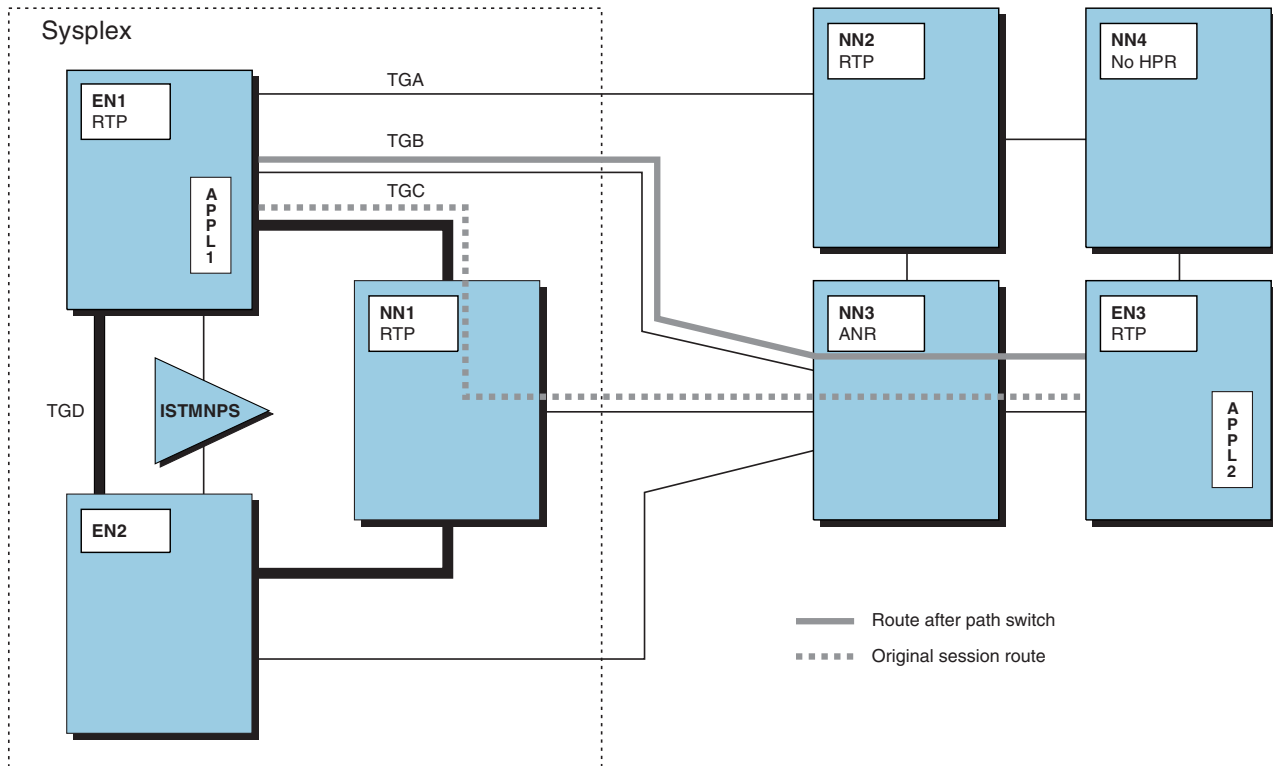 Sysplex
EN1
RTP
A
P
P
L
1
TGA
TGB
TGC
TGD
ISTMNPS
NN1
RTP
EN2
NN2
RTP
NN4
No HPR
NN3
ANR
EN3
RTP
A
P
P
L
2
Route after path switch
Original session route